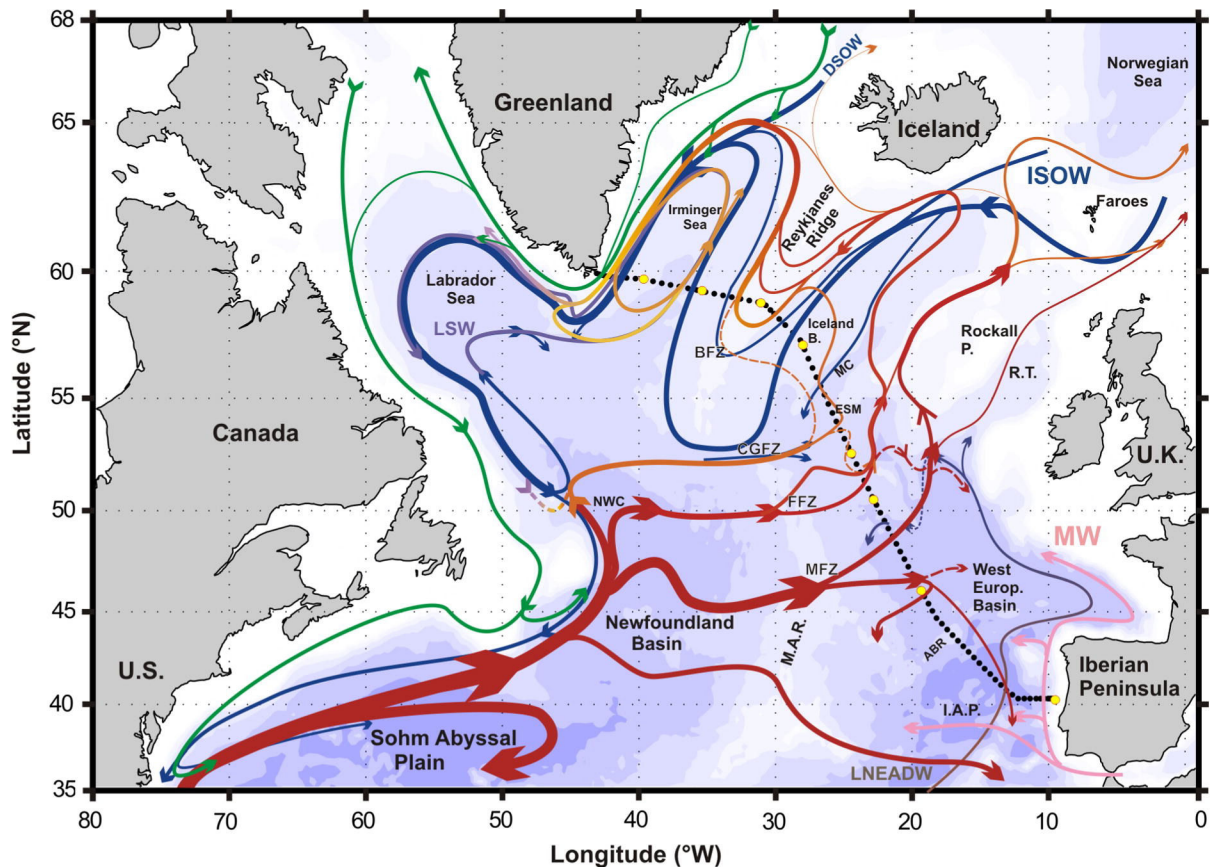 68
65
60
55
50
45
40
35
Latitude (°N)
80
70
60
50
40
30
20
10
0
Longitude (°W)
Greenland
DSOW
Iceland
Norwegian
Sea
ISOW
Faroes
Irminger
Sea
Reykjanes
Ridge
Labrador
Sea
LSW
Iceland
B.
BFZ
MC
Rockall
P.
R.T.
ESM
Canada
CGFZ
U.K.
NWC
FFZ
MW
MFZ
West
Europ.
Basin
Newfoundland
Basin
M.A.R.
ABR
U.S.
Iberian
Peninsula
I.A.P.
Sohm Abyssal
Plain
LNEADW